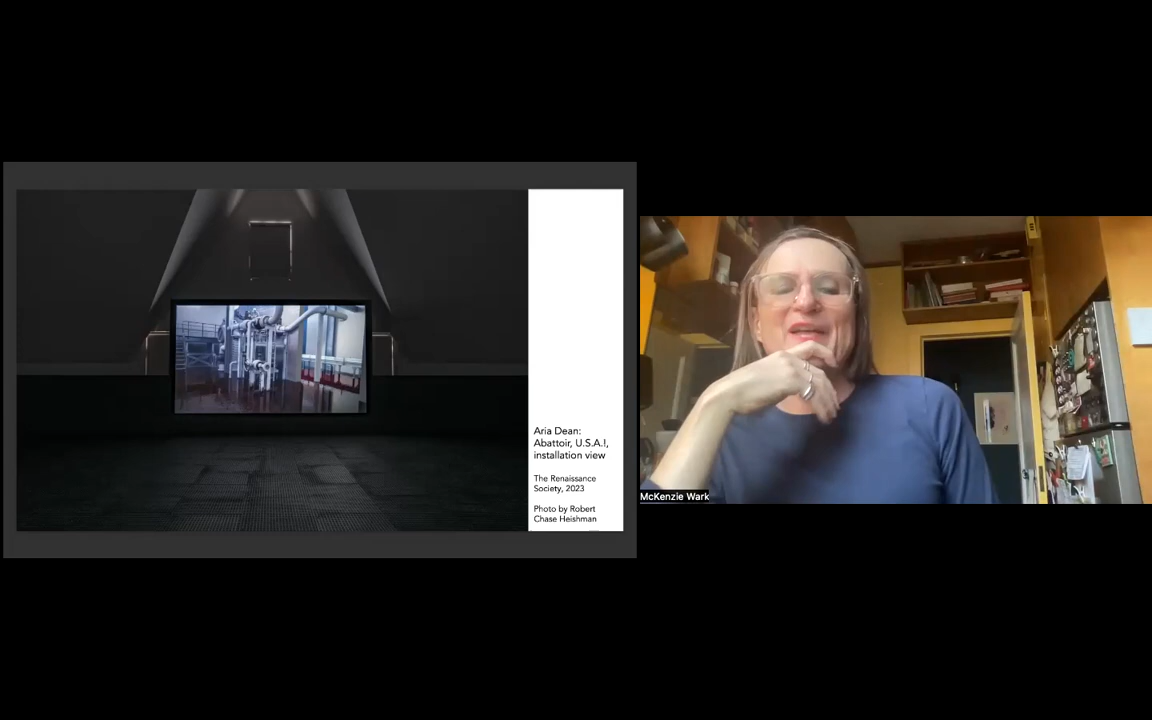 Aria Dean:
Abattoir, U.S.A.!,
installation view
The Renaissance
Society, 2023
Photo by Robert
Chase Heishman
McKenzie Wark